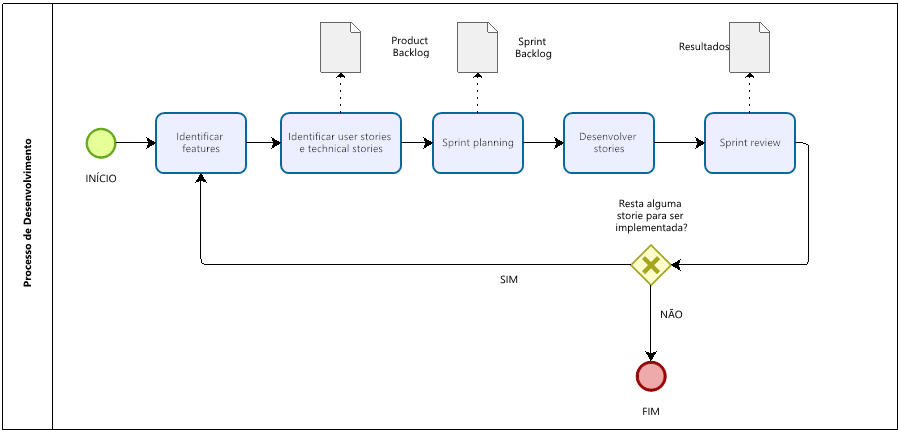 Processo de Desenvolvimento
Product
Backlog
Sprint
Backlog
Resultados
Identificar
features
Identificar user stories
e technical stories
Sprint planning
Desenvolver
stories
Sprint review
INÍCIO
Resta alguma
storie para ser
implementada?
SIM
NÃO
FIM